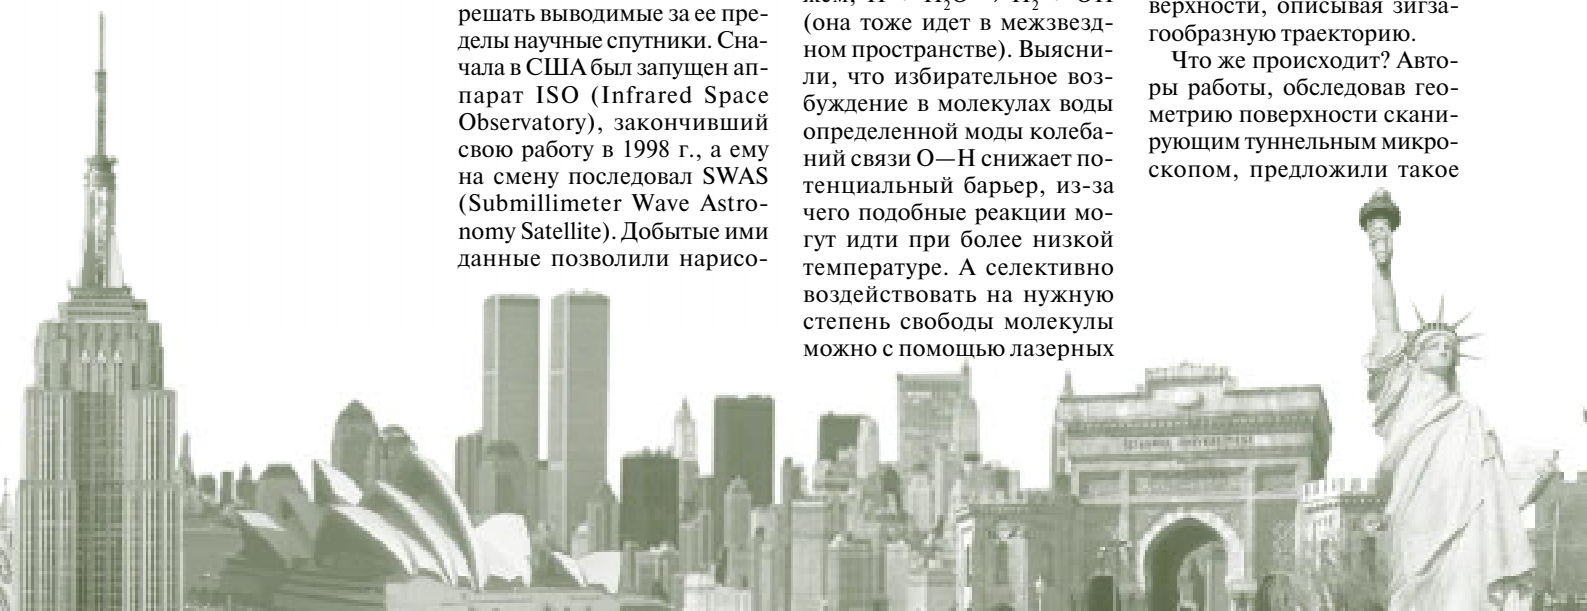 решать выводимые за ее пре-
делы научные спутники. Сна-
чала в США был запущен ап-
парат ISO (Infrared Space
Observatory), закончивший
свою работу в 1998 г., а ему
на смену последовал SWAS
(Submillimeter Wave Astro-
nomy Satellite). Добытые ими
данные позволили нарисо-
(она тоже идет в межзвезд-
ном пространстве). Выясни-
ли, что избирательное воз-
буждение в молекулах воды
определенной моды колеба-
ний связи О—Н снижает по-
тенциальный барьер, из-за
чего подобные реакции мо-
гут идти при более низкой
температуре. А селективно
воздействовать на нужную
степень свободы молекулы
можно с помощью лазерных
верхности, описывая зигза-
гообразную траекторию.
Что же происходит? Авто-
ры работы, обследовав гео-
метрию поверхности скани-
рующим туннельным микро-
скопом, предложили такое